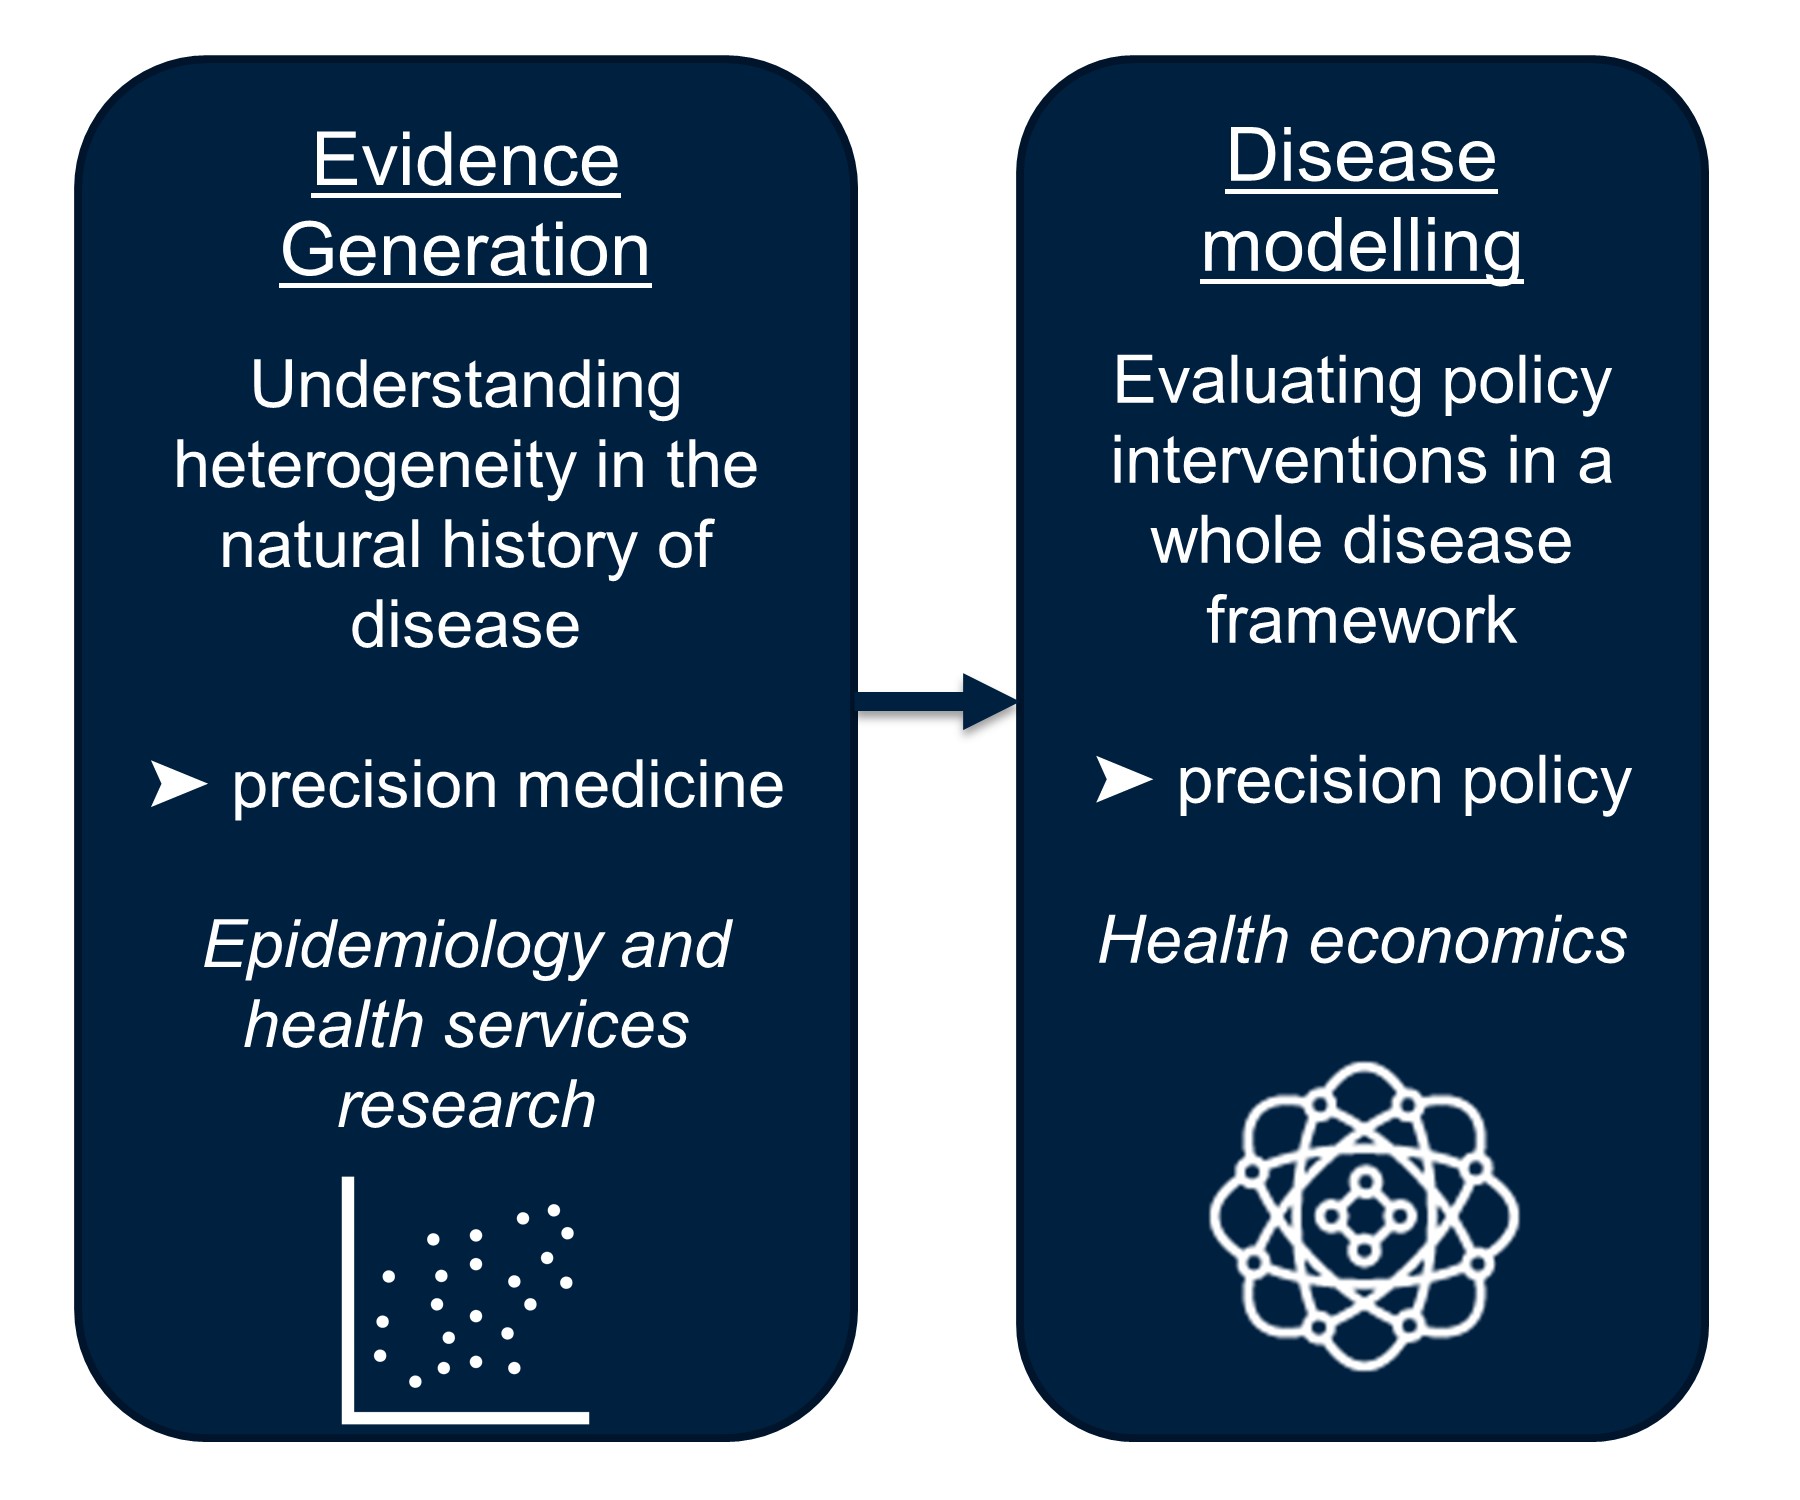 Evidence
Generation
Understanding
heterogeneity in the
natural history of
disease
➤ precision medicine
Epidemiology and
health services
research
Disease
modelling
Evaluating policy
interventions in a
whole disease
framework
➤ precision policy
Health economics